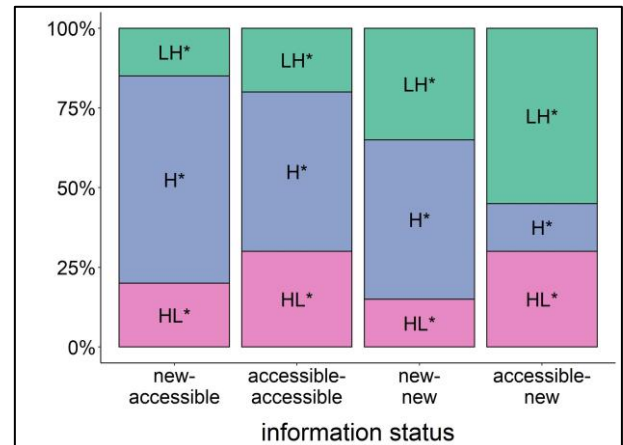 100%
75%
50%
25%
0%
LH*
H*
HL*
LH*
H*
HL*
LH*
H*
HL*
LH*
H*
HL*
new-
accessible
accessible-
accessible
new-
new
accessible-
new
information status